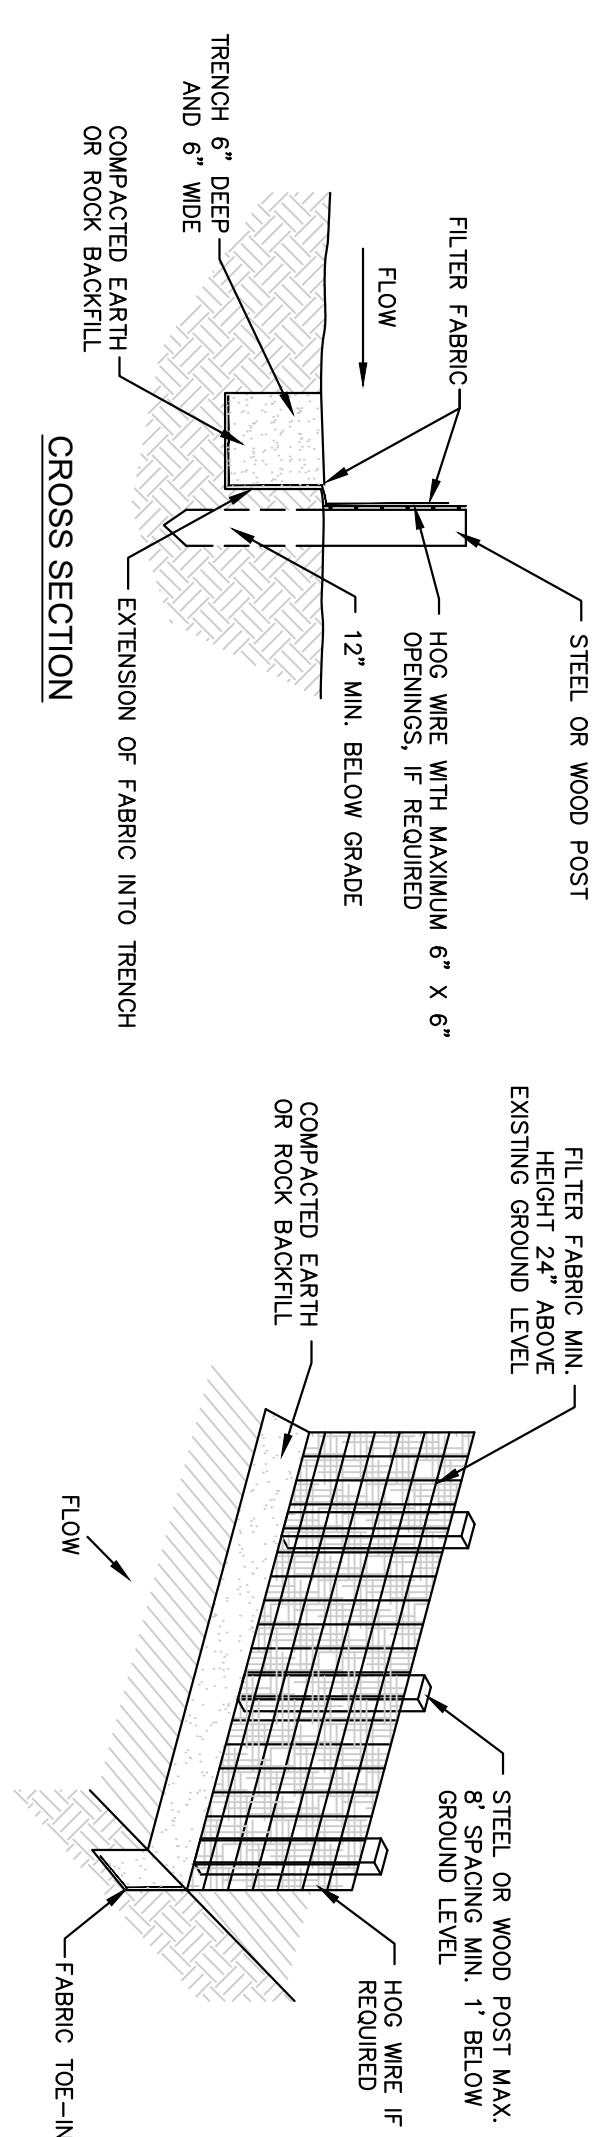 STEEL OR WOOD POST
HOG WIRE WITH MAXIMUM 6" X 6"
OPENINGS, IF REQUIRED
12" MIN. BELOW GRADE
EXTENSION OF FABRIC INTO TRENCH
FILTER FABRIC
FLOW
TRENCH 6" DEEP
AND 6" WIDE
COMPACTED EARTH
OR ROCK BACKFILL
CROSS SECTION
FILTER FABRIC MIN.
HEIGHT 24" ABOVE
EXISTING GROUND LEVEL
COMPACTED EARTH
OR ROCK BACKFILL
FLOW
STEEL OR WOOD POST MAX.
8' SPACING MIN. 1' BELOW
GROUND LEVEL
HOG WIRE IF
REQUIRED
FABRIC TOE-IN